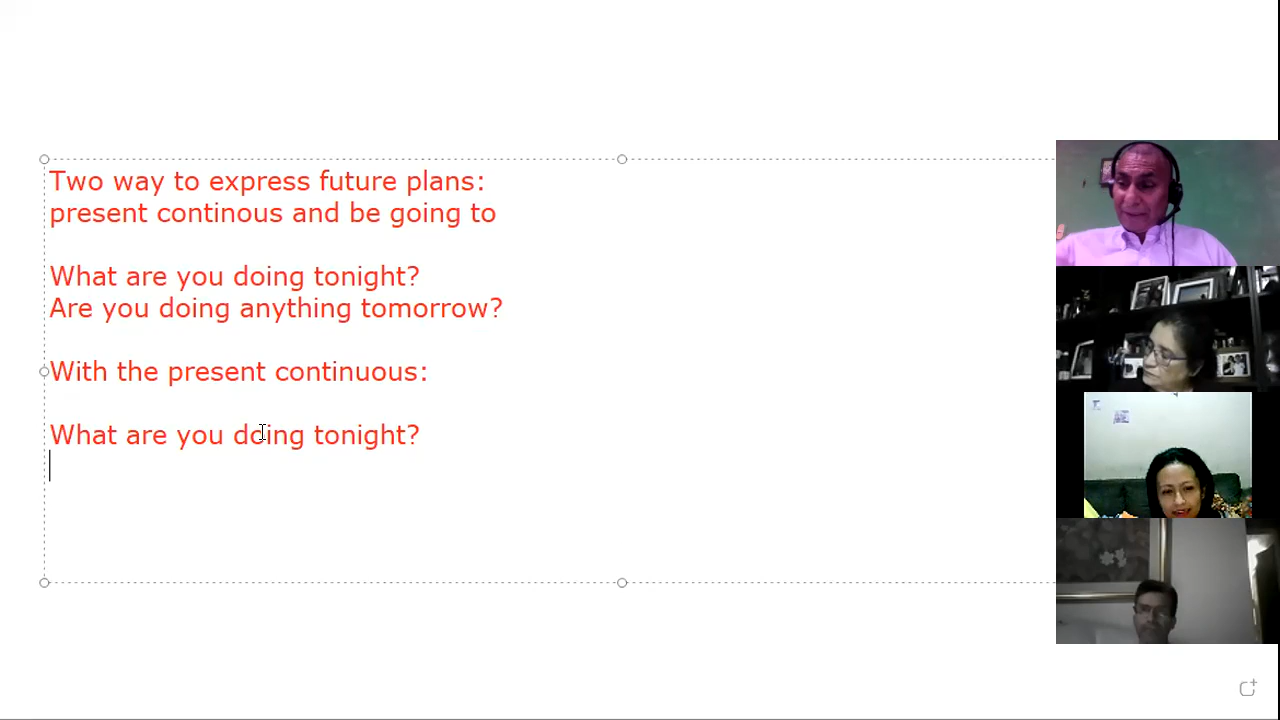 Two way to express future plans:
present continous and be going to
What are you doing tonight?
Are you doing anything tomorrow?
With the present continuous:
What are you doing tonight?